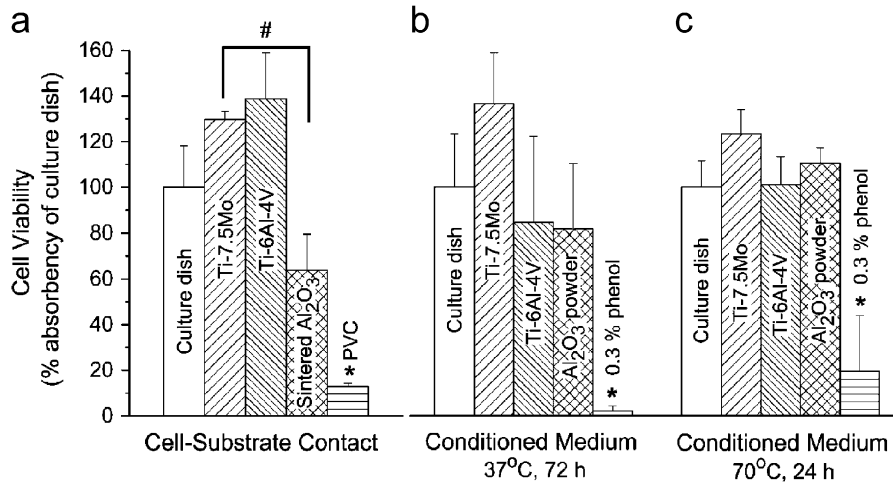 a
b
c
#
Cell Viability
(% absorbency of culture dish)
160
140
120
100
80
60
40
20
0
Culture dish
Ti-7.5Mo
Ti-6Al-4V
Sintered Al₂O₃
* PVC
Cell-Substrate Contact
Culture dish
Ti-7.5Mo
Ti-6Al-4V
Al₂O₃ powder
* 0.3 % phenol
Conditioned Medium
37°C, 72 h
Culture dish
Ti-7.5Mo
Ti-6Al-4V
Al₂O₃ powder
* 0.3 % phenol
Conditioned Medium
70°C, 24 h